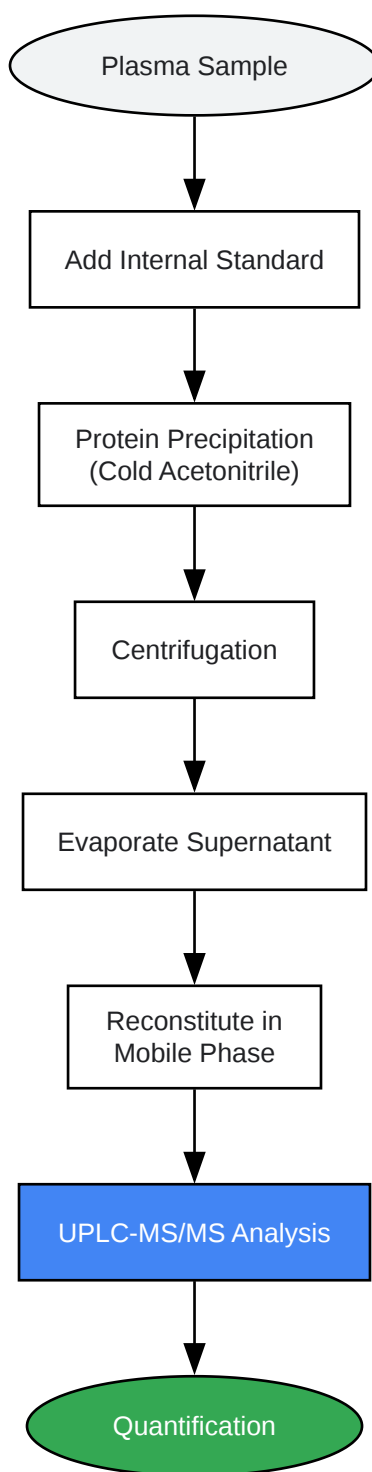 Plasma Sample
Add Internal Standard
Protein Precipitation
(Cold Acetonitrile)
Centrifugation
Evaporate Supernatant
Reconstitute in
Mobile Phase
UPLC-MS/MS Analysis
Quantification